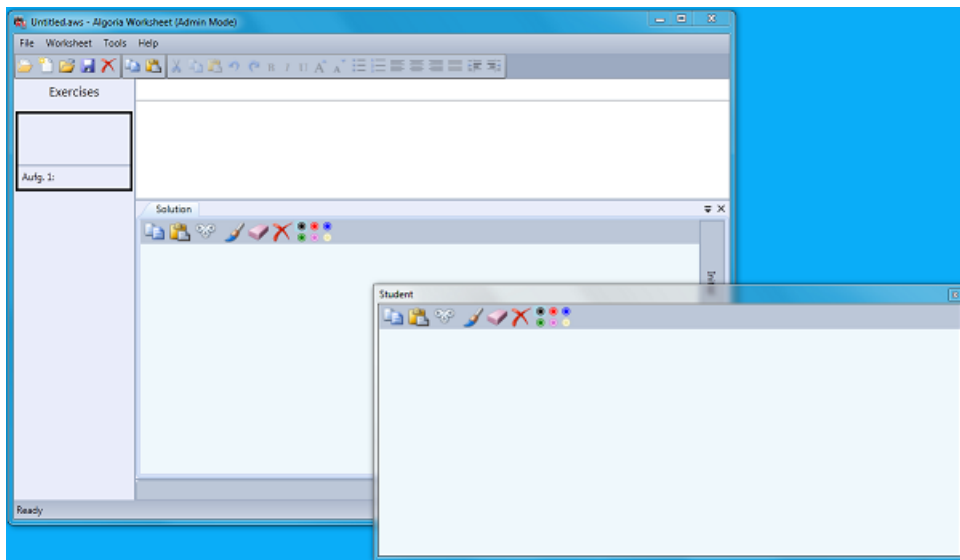 Untitled.aws - Algoria Worksheet (Admin Mode)
File Worksheet Tools Help
B I U A A
Exercises
Aufg. 1:
Solution
Student
Ready